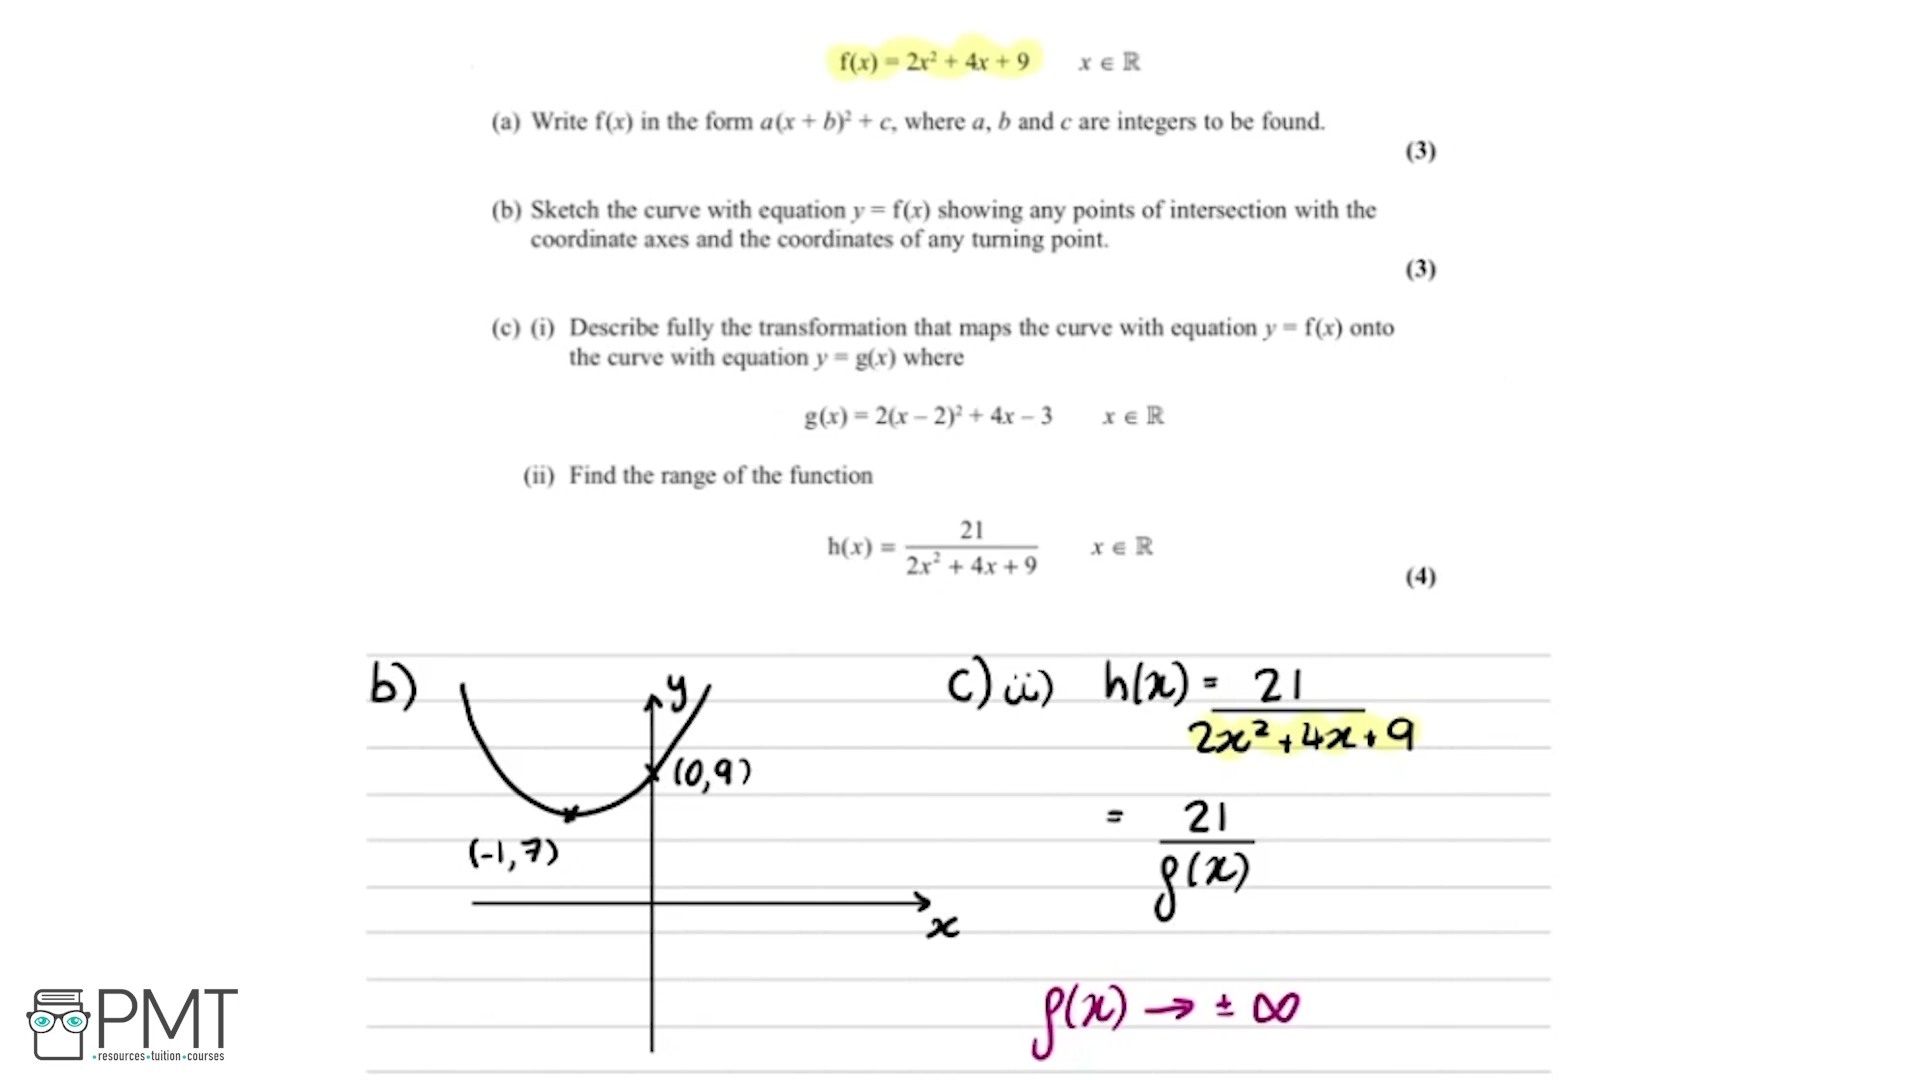 f(x) = 2x² + 4x + 9 x ∈ ℝ
(a) Write f(x) in the form a(x + b)² + c, where a, b and c are integers to be found.
(3)
(b) Sketch the curve with equation y = f(x) showing any points of intersection with the
coordinate axes and the coordinates of any turning point.
(3)
(c) (i) Describe fully the transformation that maps the curve with equation y = f(x) onto
the curve with equation y = g(x) where
g(x) = 2(x – 2)² + 4x – 3 x ∈ ℝ
(ii) Find the range of the function
21
h(x) = x ∈ ℝ
2x² + 4x + 9
(4)
b)
y
(0,9)
(-1,7)
x
c) ii) h(x) = 21
2x² + 4x + 9
= 21
f(x)
f(x) → ± ∞
PMT
•resources•tuition•courses